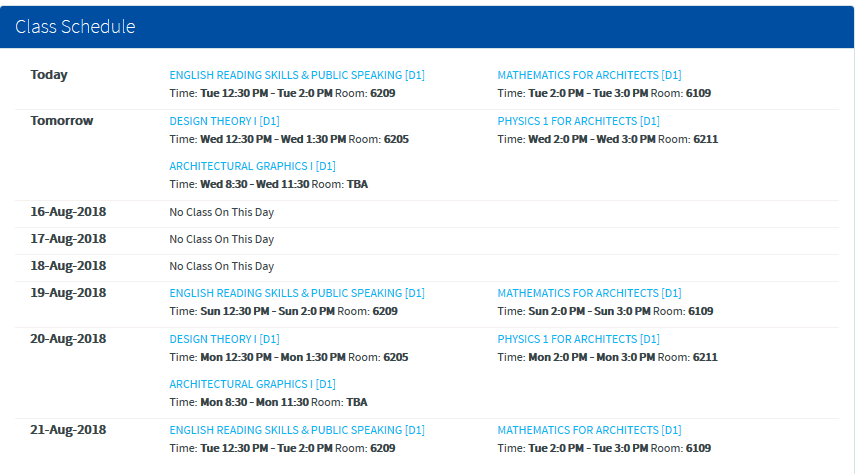 Class Schedule
Today
ENGLISH READING SKILLS & PUBLIC SPEAKING [D1]
Time: Tue 12:30 PM - Tue 2:0 PM Room: 6209
MATHEMATICS FOR ARCHITECTS [D1]
Time: Tue 2:0 PM - Tue 3:0 PM Room: 6109
Tomorrow
DESIGN THEORY I [D1]
Time: Wed 12:30 PM - Wed 1:30 PM Room: 6205
PHYSICS 1 FOR ARCHITECTS [D1]
Time: Wed 2:0 PM - Wed 3:0 PM Room: 6211
ARCHITECTURAL GRAPHICS I [D1]
Time: Wed 8:30 - Wed 11:30 Room: TBA
16-Aug-2018
No Class On This Day
17-Aug-2018
No Class On This Day
18-Aug-2018
No Class On This Day
19-Aug-2018
ENGLISH READING SKILLS & PUBLIC SPEAKING [D1]
Time: Sun 12:30 PM - Sun 2:0 PM Room: 6209
MATHEMATICS FOR ARCHITECTS [D1]
Time: Sun 2:0 PM - Sun 3:0 PM Room: 6109
20-Aug-2018
DESIGN THEORY I [D1]
Time: Mon 12:30 PM - Mon 1:30 PM Room: 6205
PHYSICS 1 FOR ARCHITECTS [D1]
Time: Mon 2:0 PM - Mon 3:0 PM Room: 6211
ARCHITECTURAL GRAPHICS I [D1]
Time: Mon 8:30 - Mon 11:30 Room: TBA
21-Aug-2018
ENGLISH READING SKILLS & PUBLIC SPEAKING [D1]
Time: Tue 12:30 PM - Tue 2:0 PM Room: 6209
MATHEMATICS FOR ARCHITECTS [D1]
Time: Tue 2:0 PM - Tue 3:0 PM Room: 6109